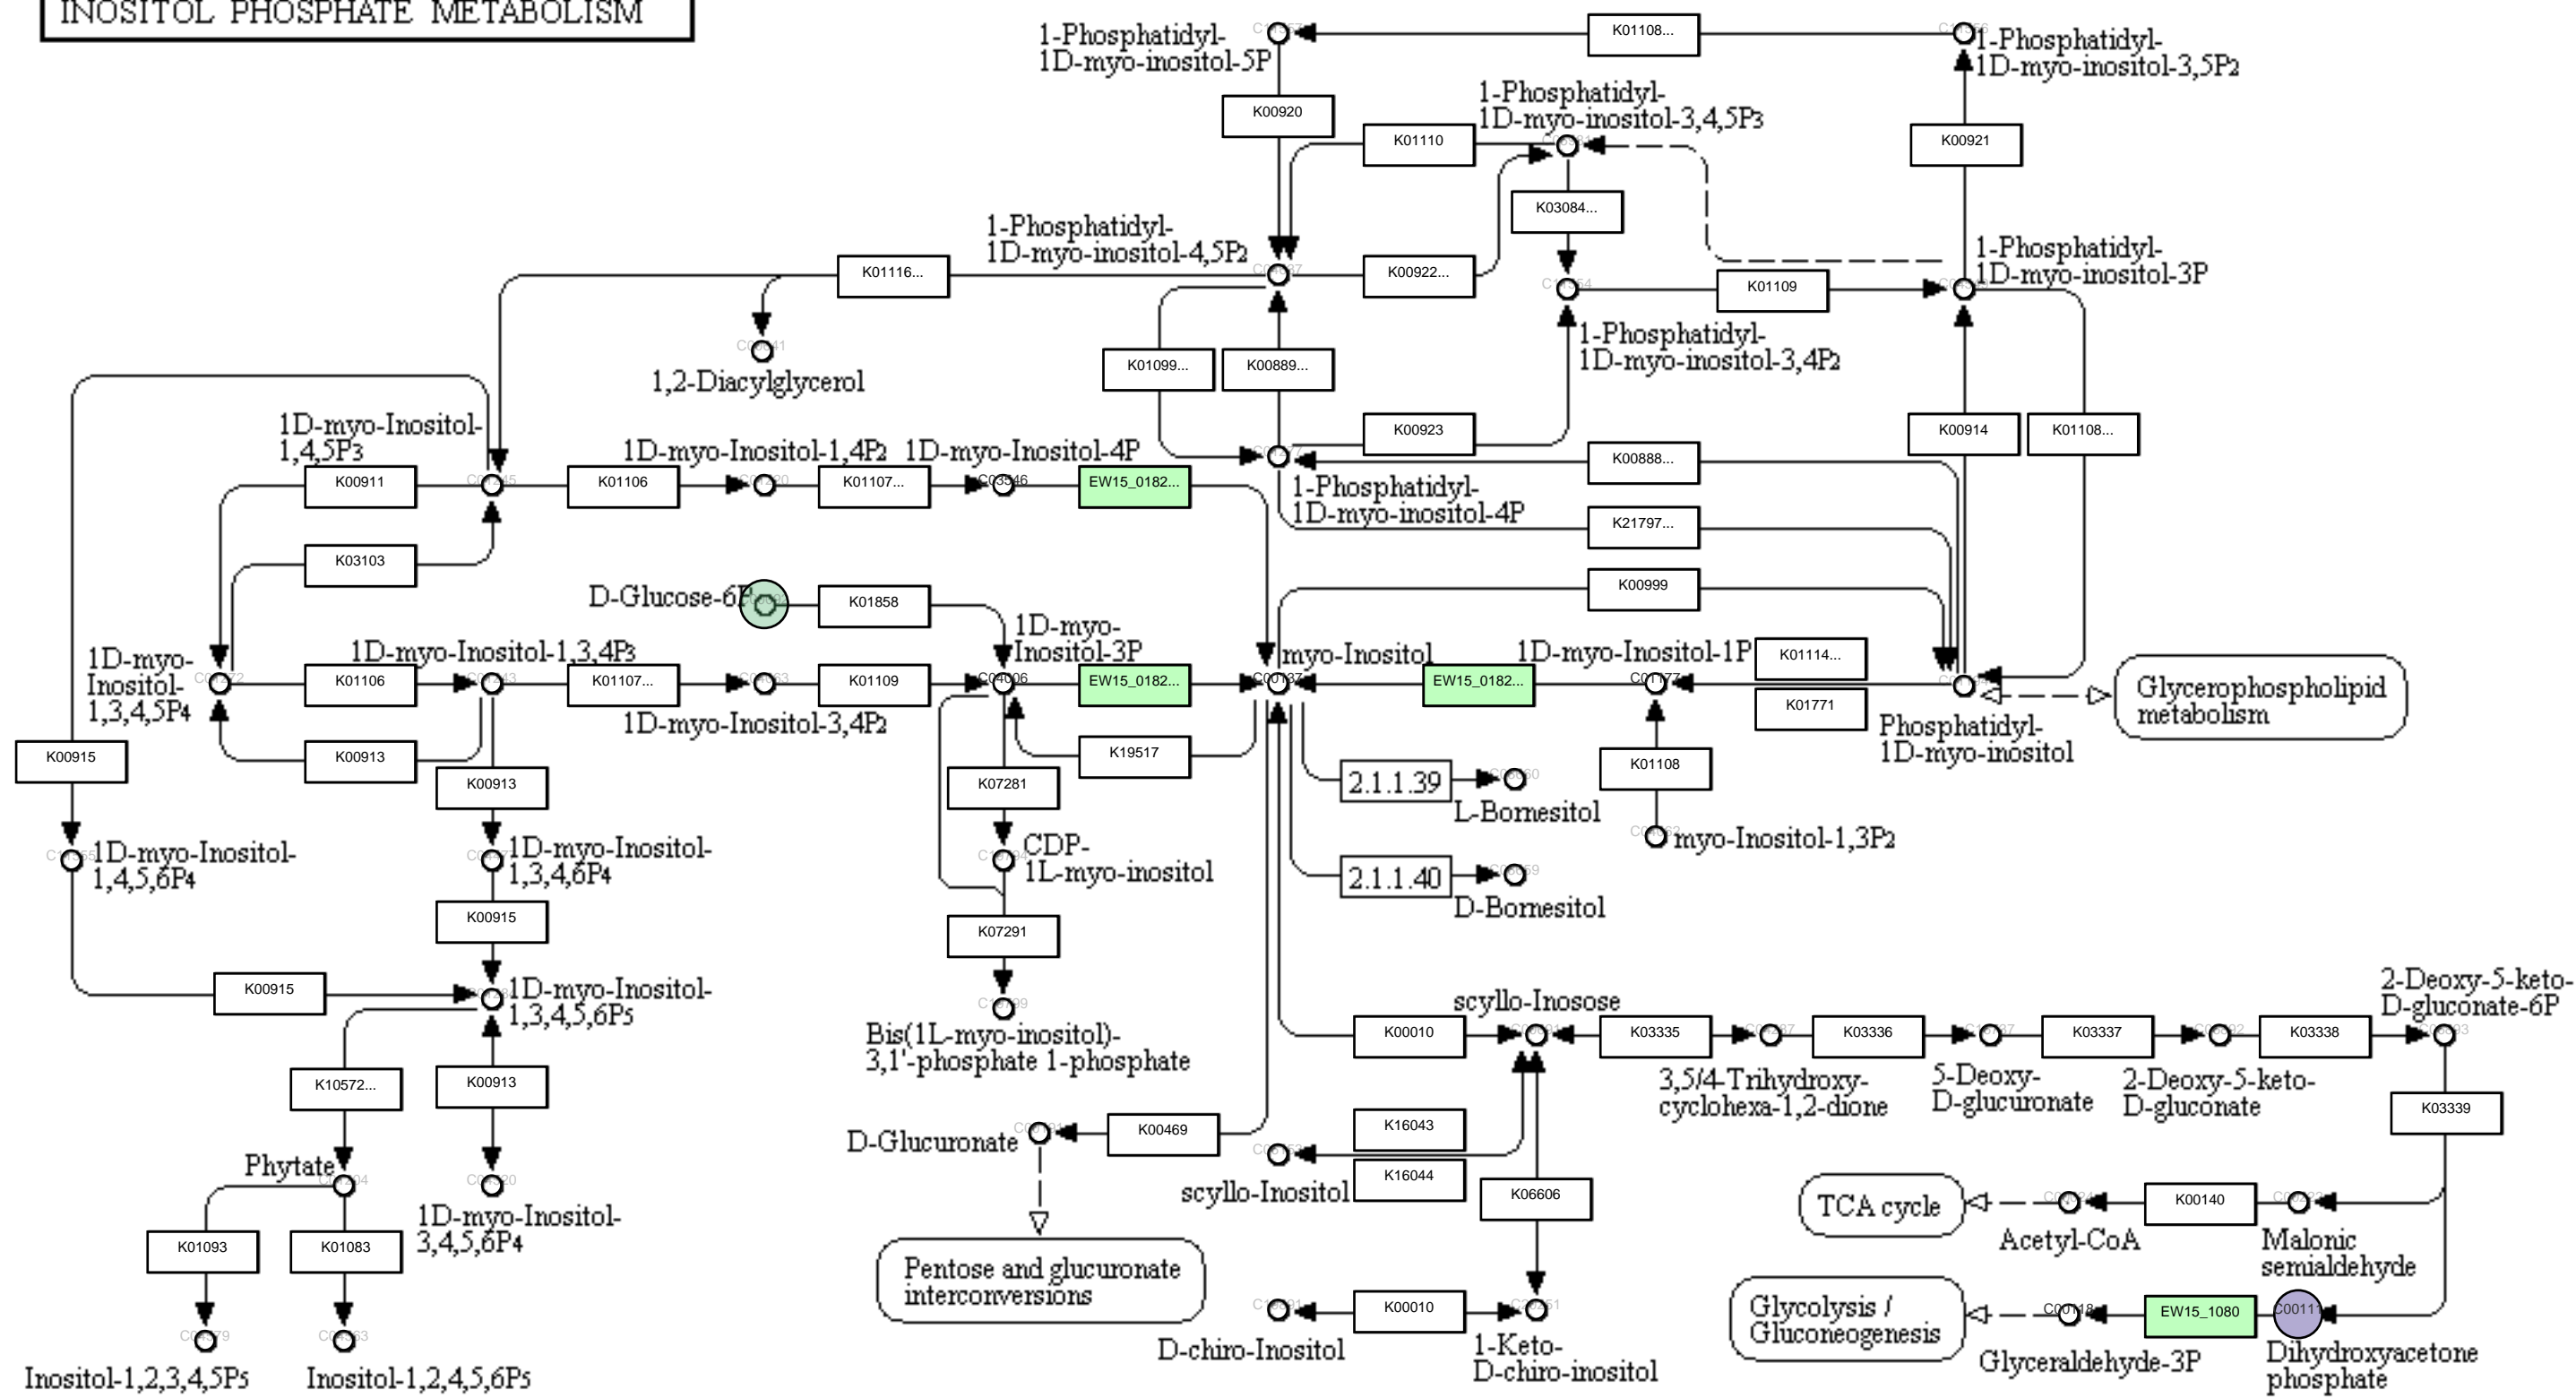 INOSITOL PHOSPHATE METABOLISM
1-Phosphatidyl-
1D-myo-inositol-5P
K01108...
1-Phosphatidyl-
1D-myo-inositol-3,5P2
K00920
1-Phosphatidyl-
1D-myo-inositol-3,4,5P3
K01110
K00921
K03084...
1-Phosphatidyl-
1D-myo-inositol-4,5P2
K01116...
K00922...
1-Phosphatidyl-
1D-myo-inositol-3P
K01109
1,2-Diacylglycerol
K01099...
K00889...
1-Phosphatidyl-
1D-myo-inositol-3,4P2
K00923
K00914
K01108...
1D-myo-Inositol-
1,4,5P3
1D-myo-Inositol-1,4P2
1D-myo-Inositol-4P
K00888...
K00911
K01106
K01107...
C03546
EW15_0182...
1-Phosphatidyl-
1D-myo-inositol-4P
K21797...
K03103
D-Glucose-6P
K01858
K00999
1D-myo-
Inositol-
1,3,4,5P4
1D-myo-Inositol-1,3,4P3
1D-myo-
Inositol-3P
myo-Inositol
1D-myo-Inositol-1P
K01114...
K01106
K01107...
K01109
C04006
EW15_0182...
C00137
EW15_0182...
C01177
K01771
Glycerophospholipid
metabolism
1D-myo-Inositol-3,4P2
Phosphatidyl-
1D-myo-inositol
K00915
K00913
K00913
K07281
K19517
2.1.1.39
L-Bornesitol
K01108
myo-Inositol-1,3P2
1D-myo-Inositol-
1,4,5,6P4
1D-myo-Inositol-
1,3,4,6P4
CDP-
1L-myo-inositol
2.1.1.40
D-Bornesitol
K00915
K07291
K00915
1D-myo-Inositol-
1,3,4,5,6P5
Bis(1L-myo-inositol)-
3,1'-phosphate 1-phosphate
scyllo-Inosose
2-Deoxy-5-keto-
D-gluconate-6P
K00010
K03335
K03336
K03337
K03338
3,5/4-Trihydroxy-
cyclohexa-1,2-dione
5-Deoxy-
D-glucuronate
2-Deoxy-5-keto-
D-gluconate
K10572...
K00913
K03339
D-Glucuronate
K00469
K16043
K16044
scyllo-Inositol
K06606
Phytate
1D-myo-Inositol-
3,4,5,6P4
TCA cycle
K00140
Acetyl-CoA
Malonic
semialdehyde
K01093
K01083
Pentose and glucuronate
interconversions
Glycolysis /
Gluconeogenesis
C00118
EW15_1080
C00111
Glyceraldehyde-3P
Dihydroxyacetone
phosphate
K00010
D-chiro-Inositol
1-Keto-
D-chiro-inositol
Inositol-1,2,3,4,5P5
Inositol-1,2,4,5,6P5